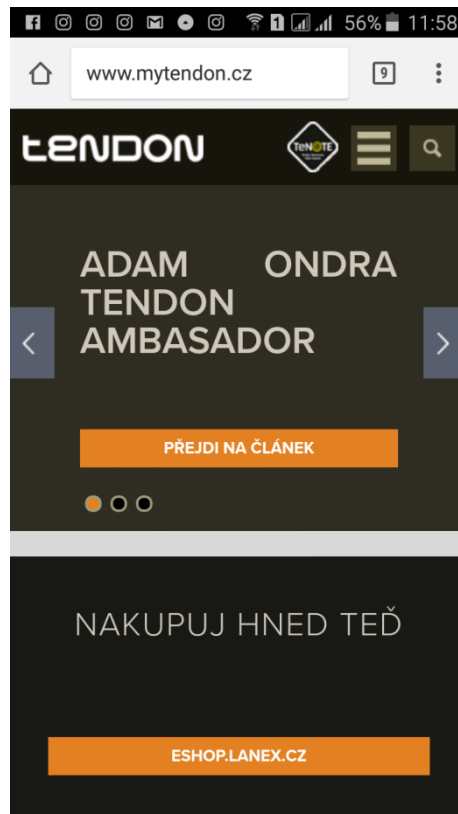 56% 11:58
www.mytendon.cz 9
tendon TeNOTE
ADAM ONDRA
TENDON
AMBASADOR
PŘEJDI NA ČLÁNEK
NAKUPUJ HNED TEĎ
ESHOP.LANEX.CZ